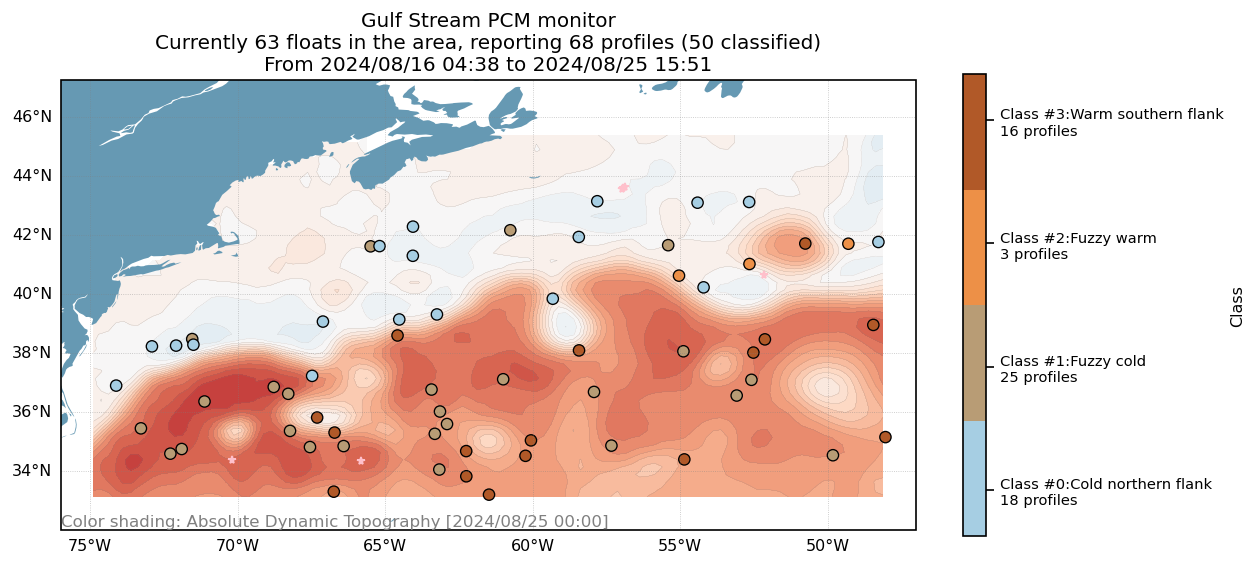 Gulf Stream PCM monitor
Currently 63 floats in the area, reporting 68 profiles (50 classified)
From 2024/08/16 04:38 to 2024/08/25 15:51
46°N
44°N
42°N
40°N
38°N
36°N
34°N
Color shading: Absolute Dynamic Topography [2024/08/25 00:00]
75°W
70°W
65°W
60°W
55°W
50°W
Class #3:Warm southern flank
16 profiles
Class #2:Fuzzy warm
3 profiles
Class #1:Fuzzy cold
25 profiles
Class #0:Cold northern flank
18 profiles
Class